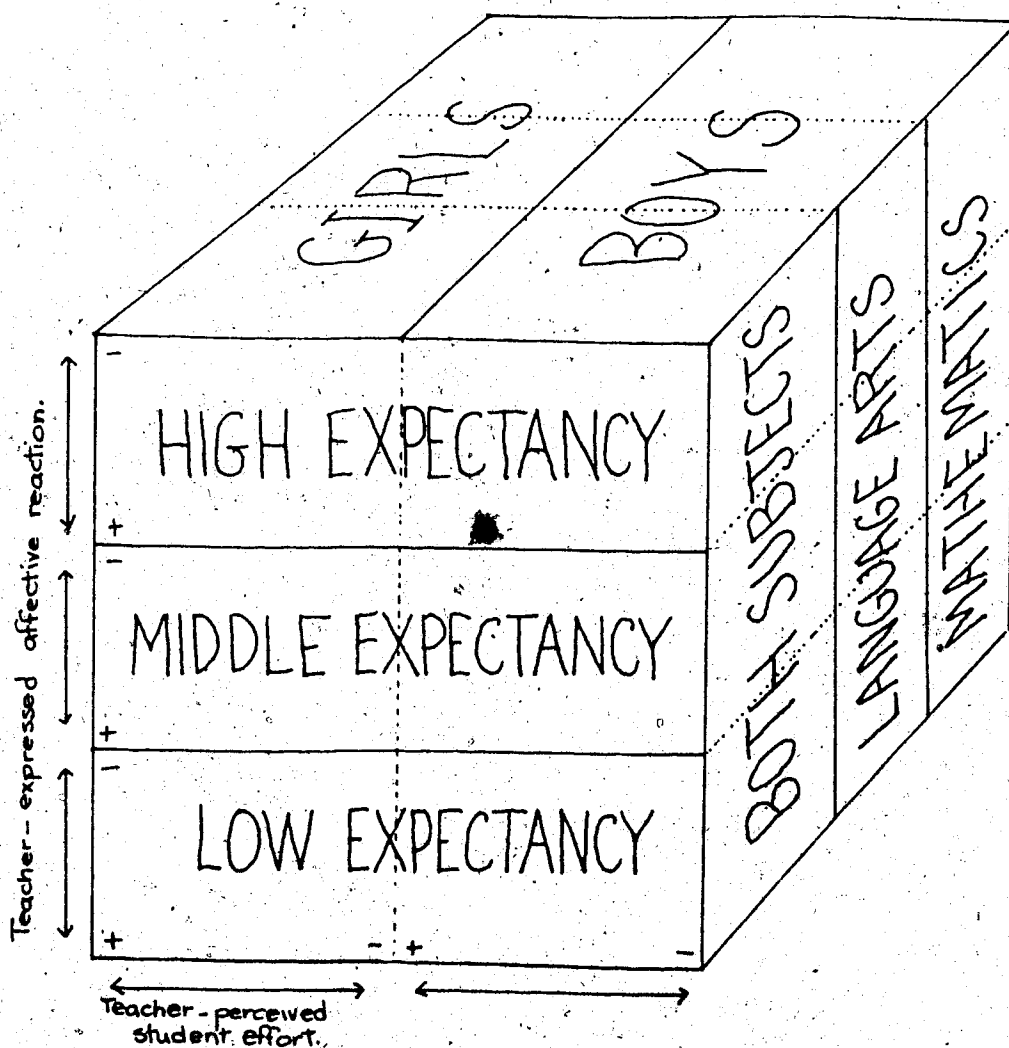 GIRLS
BOYS
HIGH EXPECTANCY
MIDDLE EXPECTANCY
LOW EXPECTANCY
BOTH SUBJECTS
LANGUAGE ARTS
MATHEMATICS
Teacher-expressed affective reaction.
-
+
-
+
-
+ - + -
Teacher-perceived
student effort.